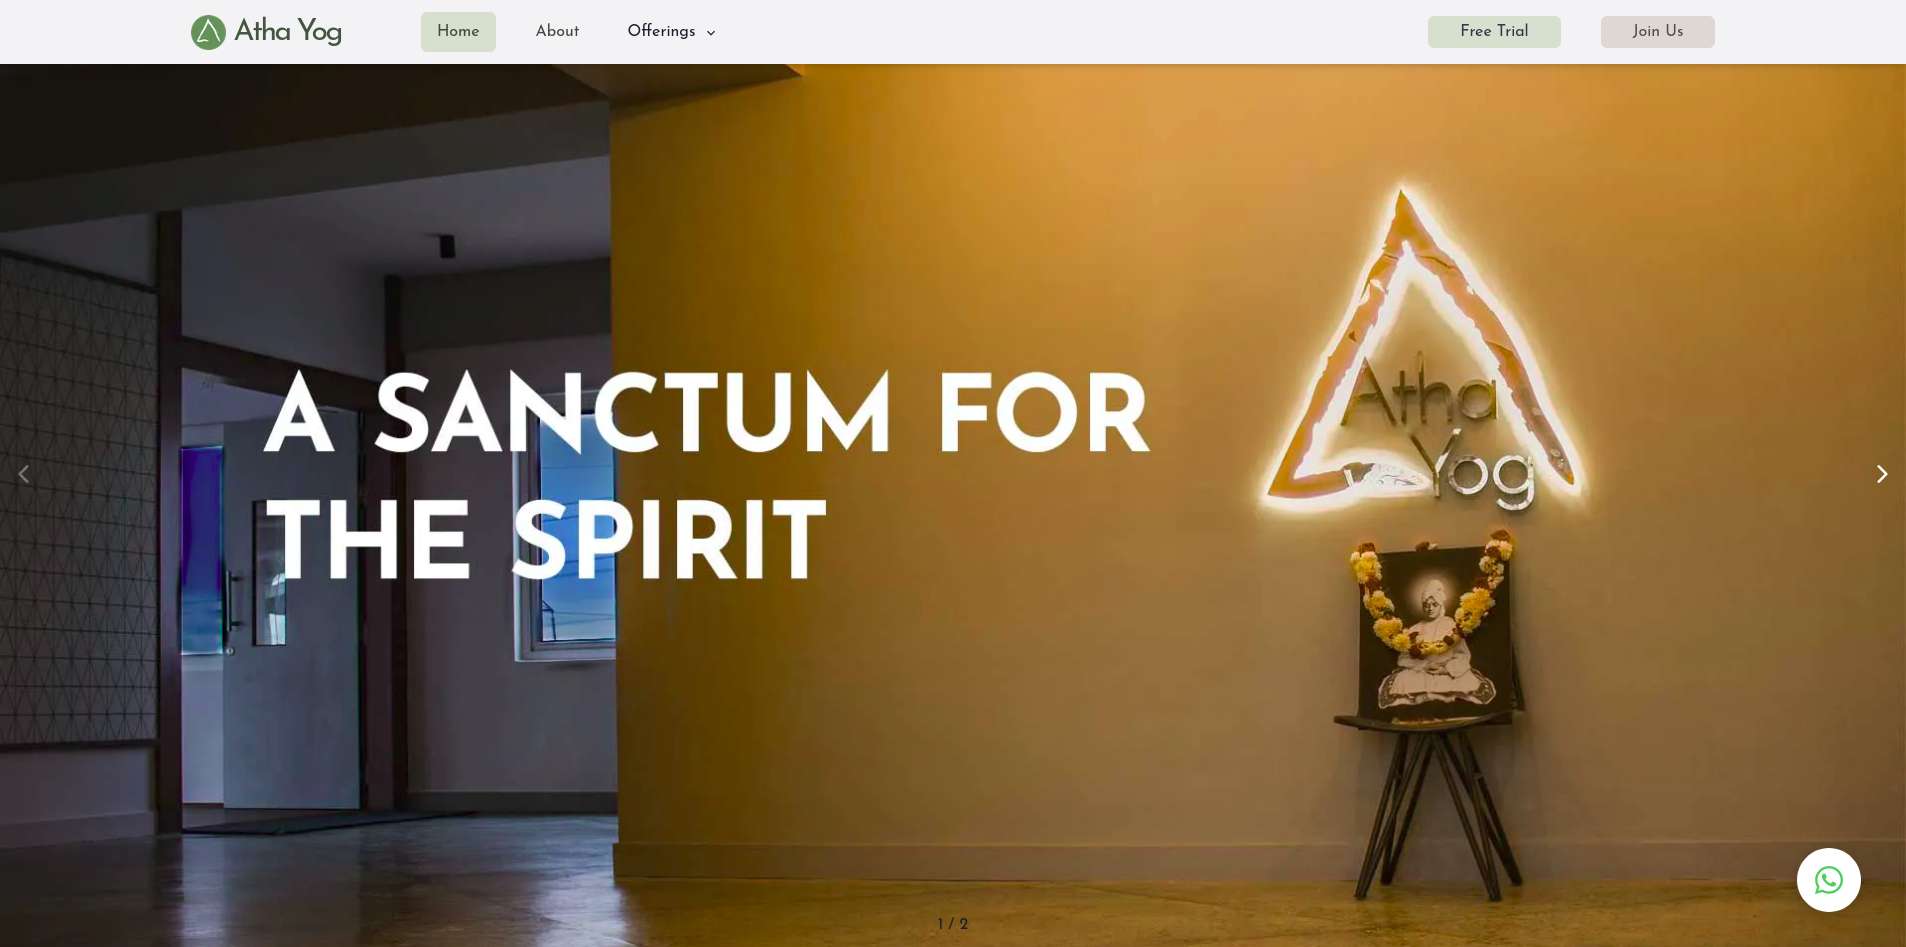 Atha Yog
Home
About
Offerings
Free Trial
Join Us
A SANCTUM FOR
THE SPIRIT
Atha
Yog
1 / 2